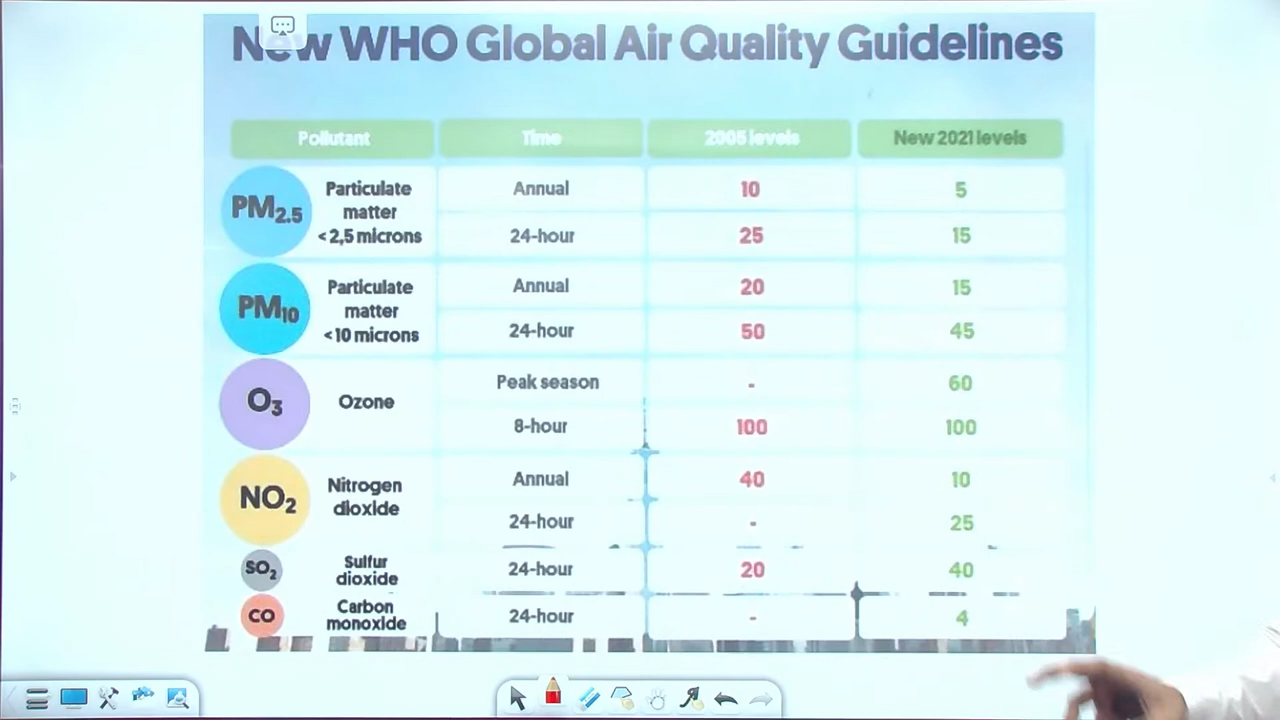 New WHO Global Air Quality Guidelines
Pollutant Time 2005 levels New 2021 levels
PM2.5
Particulate
matter
< 2,5 microns
Annual 10 5
24-hour 25 15
PM10
Particulate
matter
< 10 microns
Annual 20 15
24-hour 50 45
O3
Ozone
Peak season - 60
8-hour 100 100
NO2
Nitrogen
dioxide
Annual 40 10
24-hour - 25
SO2
Sulfur
dioxide
24-hour 20 40
CO
Carbon
monoxide
24-hour - 4